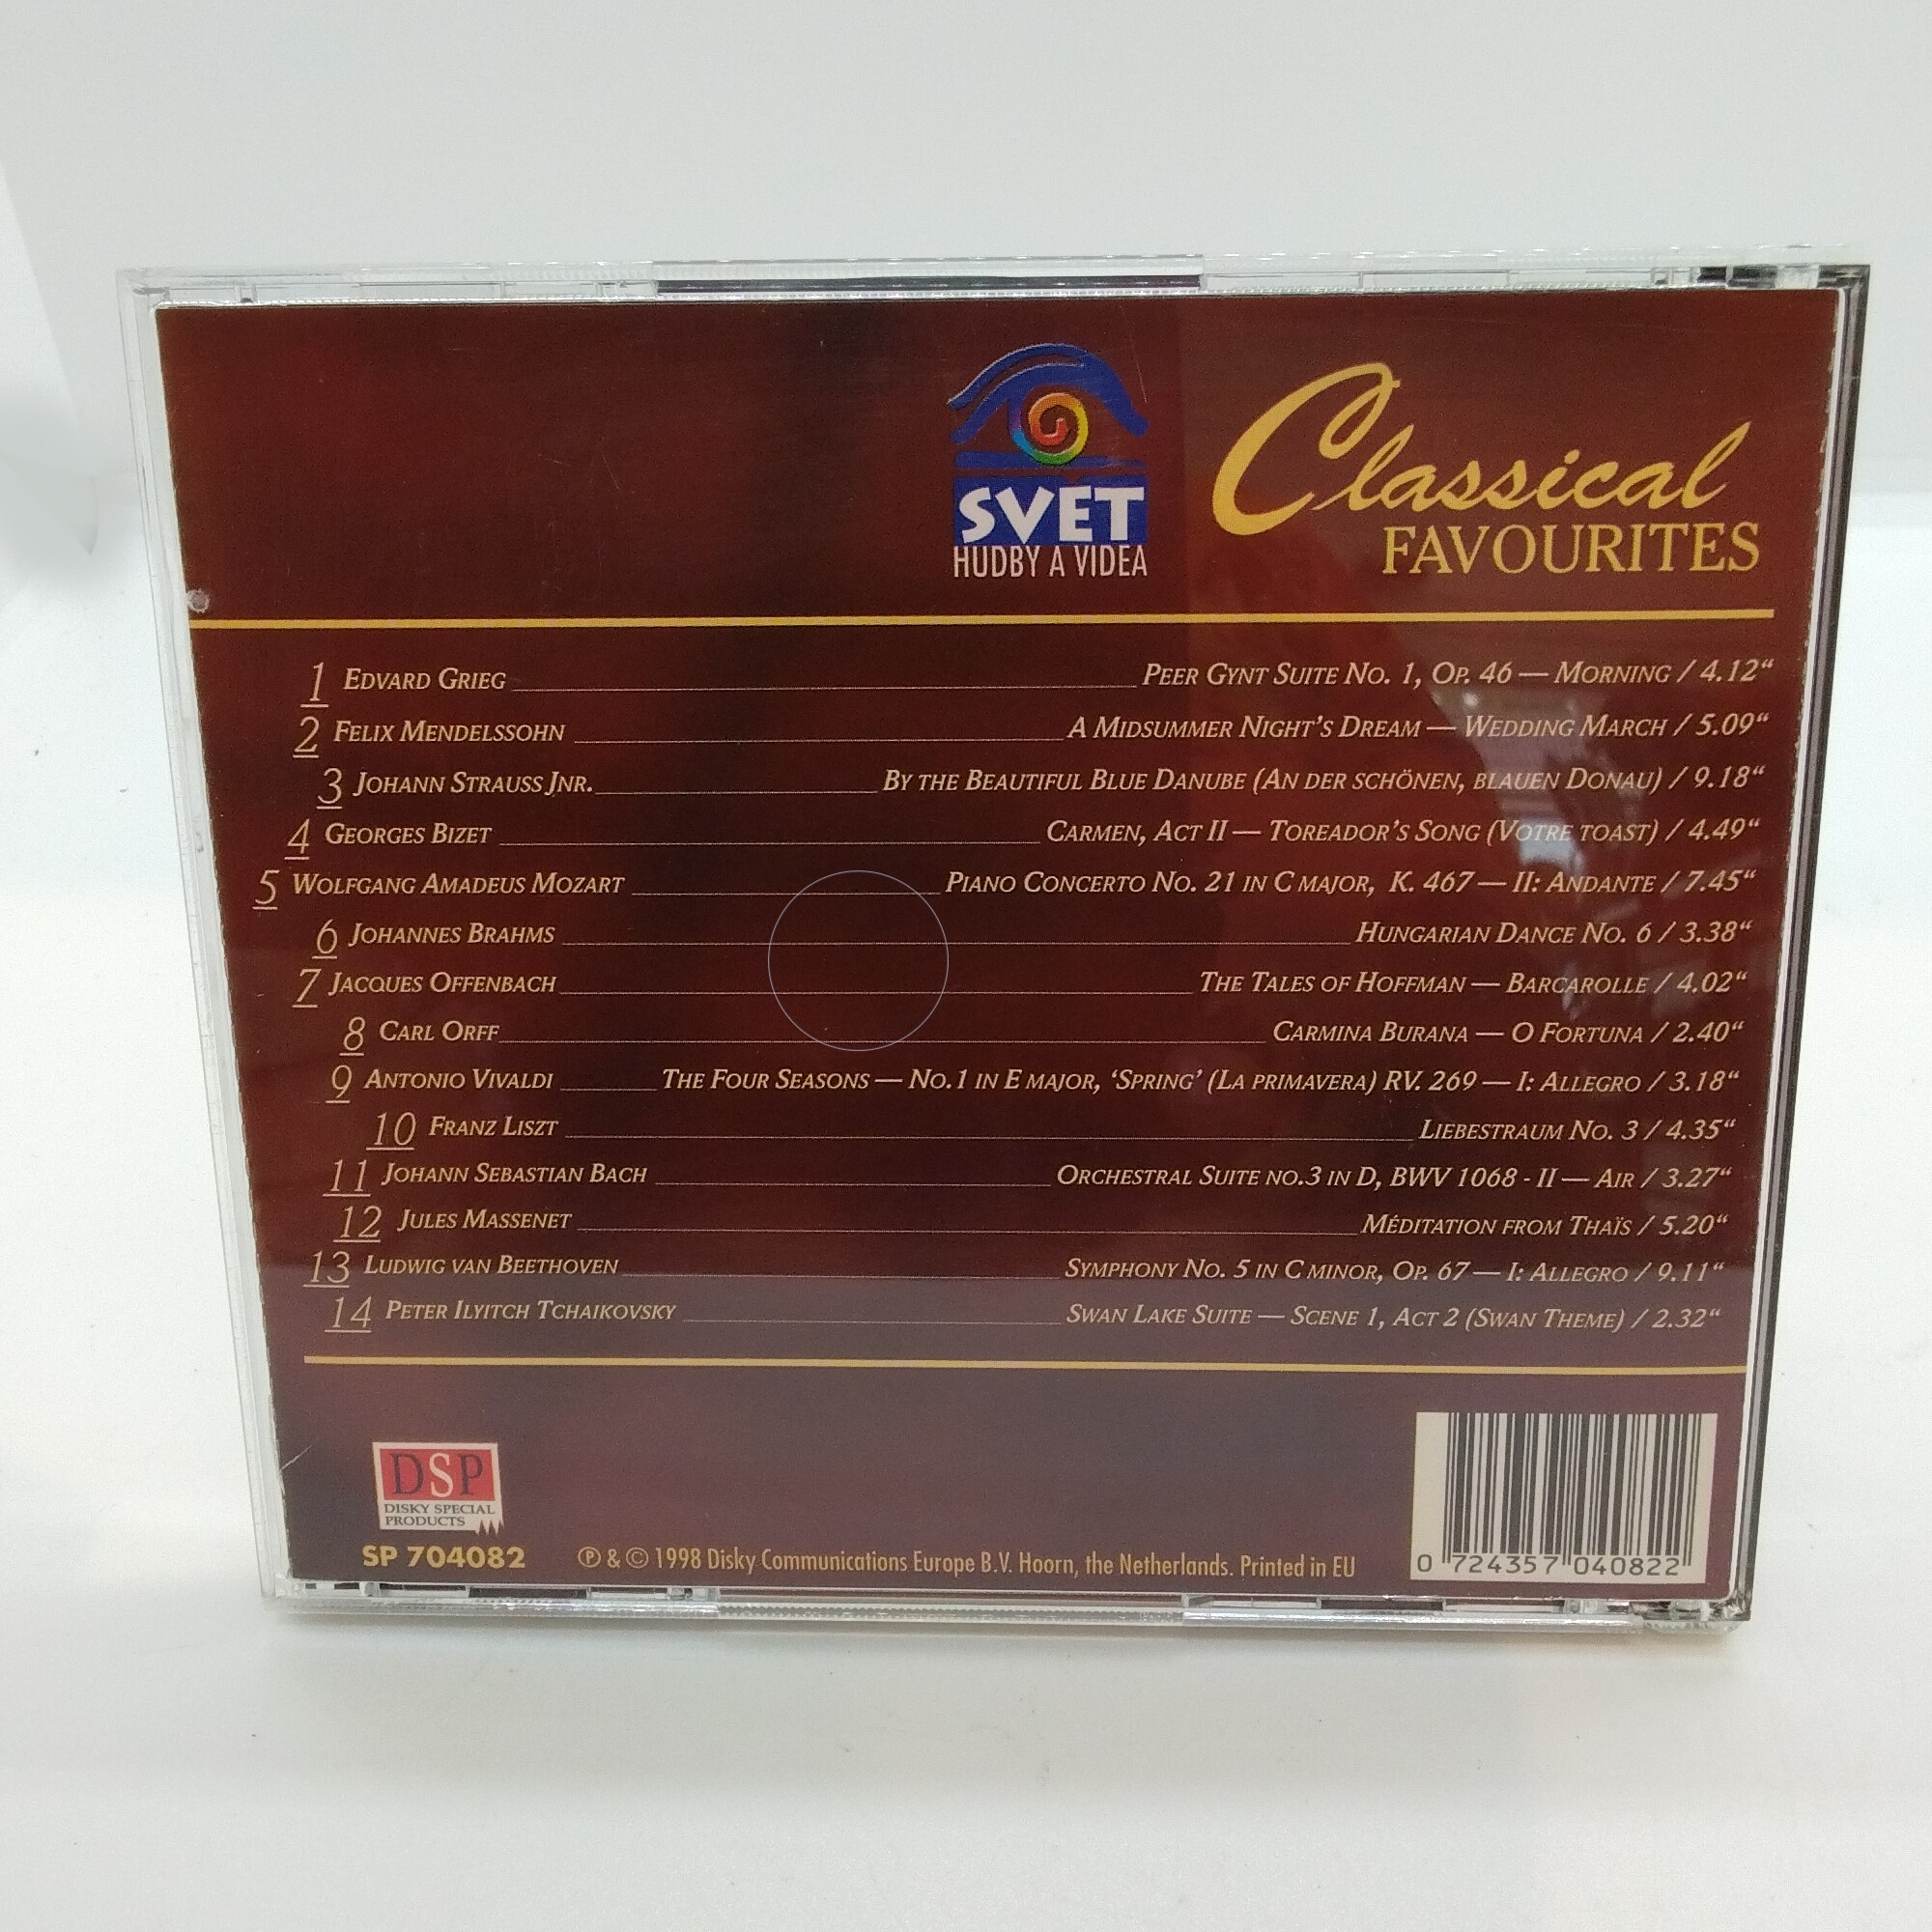 SVET
HUDBY A VIDEA
Classical
FAVOURITES
1 EDVARD GRIEG PEER GYNT SUITE NO. 1, OP. 46 — MORNING / 4.12“
2 FELIX MENDELSSOHN A MIDSUMMER NIGHT'S DREAM — WEDDING MARCH / 5.09“
3 JOHANN STRAUSS JNR. BY THE BEAUTIFUL BLUE DANUBE (AN DER SCHÖNEN, BLAUEN DONAU) / 9.18“
4 GEORGES BIZET CARMEN, ACT II — TOREADOR'S SONG (VOTRE TOAST) / 4.49“
5 WOLFGANG AMADEUS MOZART PIANO CONCERTO NO. 21 IN C MAJOR, K. 467 — II: ANDANTE / 7.45“
6 JOHANNES BRAHMS HUNGARIAN DANCE NO. 6 / 3.38“
7 JACQUES OFFENBACH THE TALES OF HOFFMAN — BARCAROLLE / 4.02“
8 CARL ORFF CARMINA BURANA — O FORTUNA / 2.40“
9 ANTONIO VIVALDI THE FOUR SEASONS — NO.1 IN E MAJOR, ‘SPRING’ (LA PRIMAVERA) RV. 269 — I: ALLEGRO / 3.18“
10 FRANZ LISZT LIEBESTRAUM NO. 3 / 4.35“
11 JOHANN SEBASTIAN BACH ORCHESTRAL SUITE NO.3 IN D, BWV 1068 - II — AIR / 3.27“
12 JULES MASSENET MÉDITATION FROM THAÏS / 5.20“
13 LUDWIG VAN BEETHOVEN SYMPHONY NO. 5 IN C MINOR, OP. 67 — I: ALLEGRO / 9.11“
14 PETER ILYITCH TCHAIKOVSKY SWAN LAKE SUITE — SCENE 1, ACT 2 (SWAN THEME) / 2.32“
DSP
DISKY SPECIAL
PRODUCTS
SP 704082
℗ & © 1998 Disky Communications Europe B.V. Hoorn, the Netherlands. Printed in EU
0 724357 040822